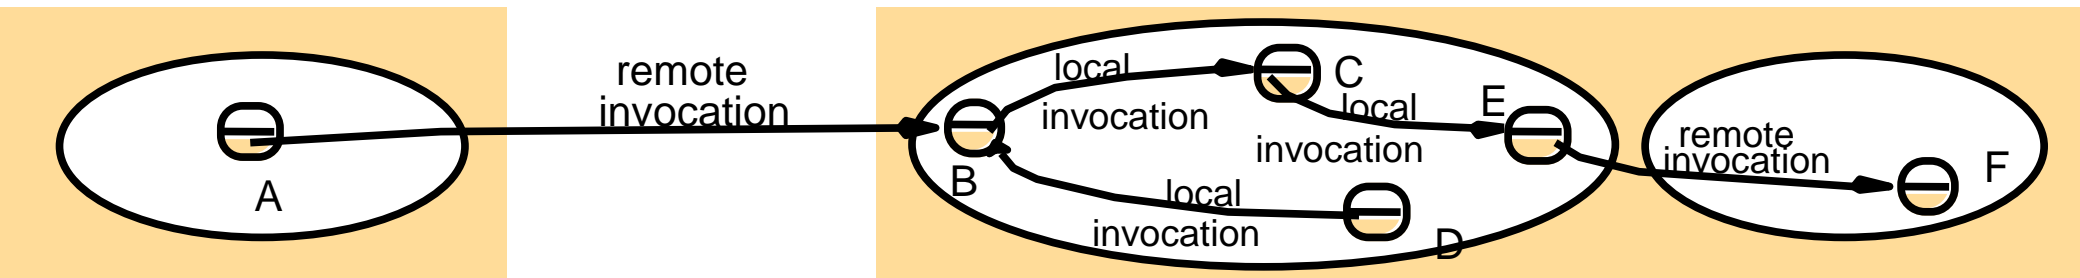 remote
invocation
A
local
invocation
B
C
local
invocation
E
local
invocation
D
remote
invocation
F